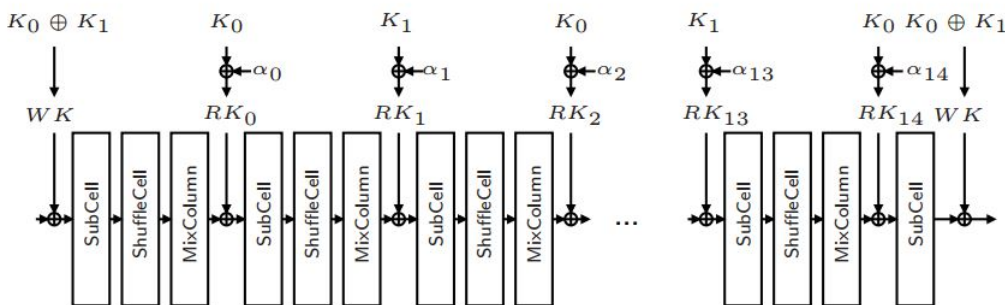 K₀ ⊕ K₁ K₀ K₁ K₀ K₁ K₀ K₀ ⊕ K₁
α₀ α₁ α₂ α₁₃ α₁₄
WK RK₀ RK₁ RK₂ RK₁₃ RK₁₄ WK
SubCell ShuffleCell MixColumn SubCell ShuffleCell MixColumn SubCell ShuffleCell MixColumn ... SubCell ShuffleCell MixColumn SubCell